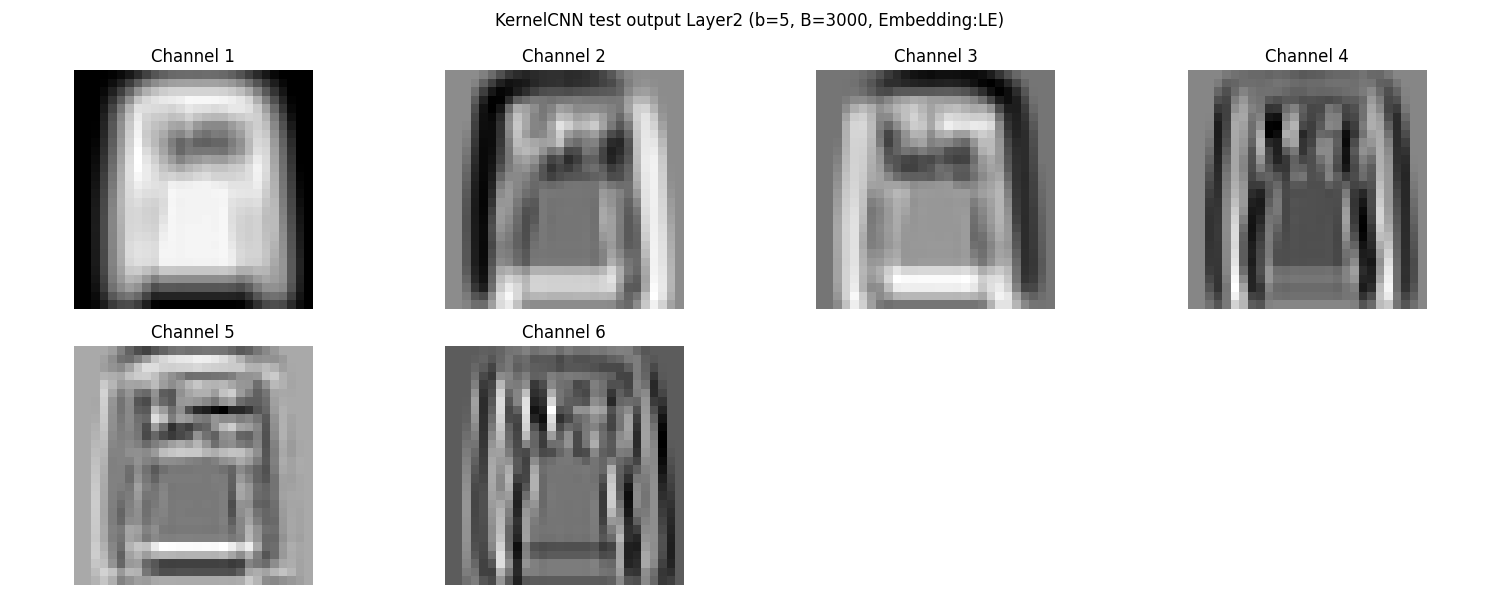 KernelCNN test output Layer2 (b=5, B=3000, Embedding:LE)
Channel 1
Channel 2
Channel 3
Channel 4
Channel 5
Channel 6